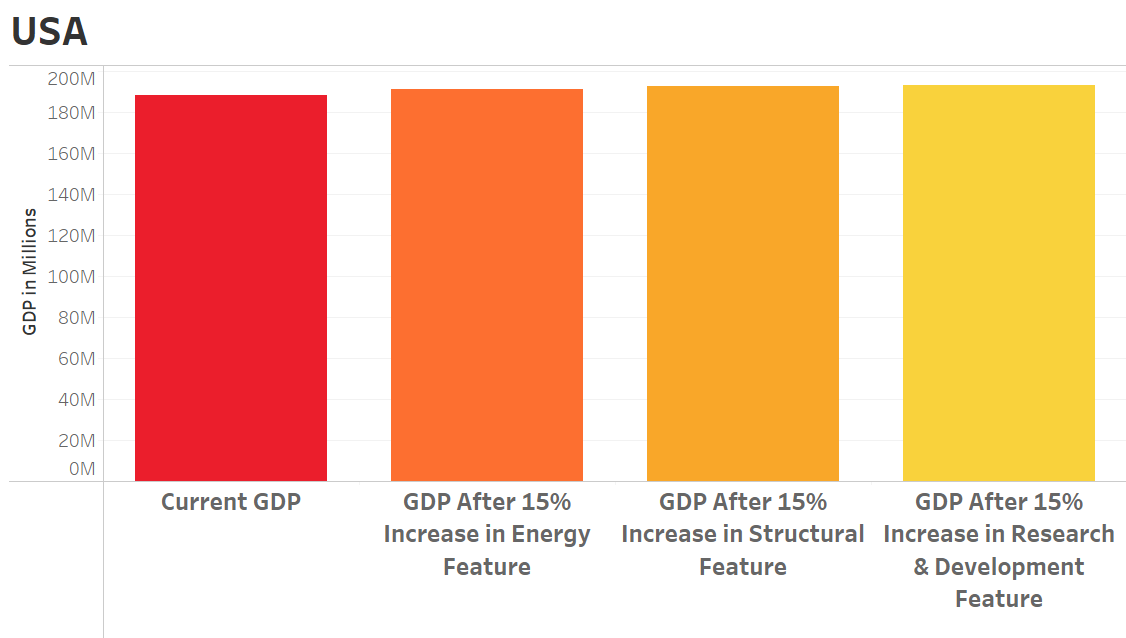 USA
GDP in Millions
200M
180M
160M
140M
120M
100M
80M
60M
40M
20M
0M
Current GDP
GDP After 15%
Increase in Energy
Feature
GDP After 15%
Increase in Structural
Feature
GDP After 15%
Increase in Research
& Development
Feature